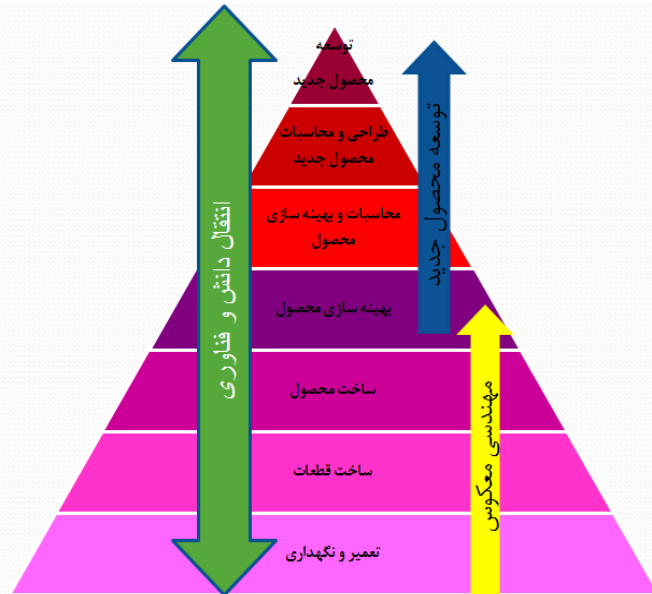 توسعه
محصول جدید
طراحی و محاسبات
محصول جدید
محاسبات و بهینه سازی
محصول
بهینه سازی محصول
ساخت محصول
ساخت قطعات
تعمیر و نگهداری
توسعه محصول جدید
مهندسی معکوس
انتقال دانش و فناوری